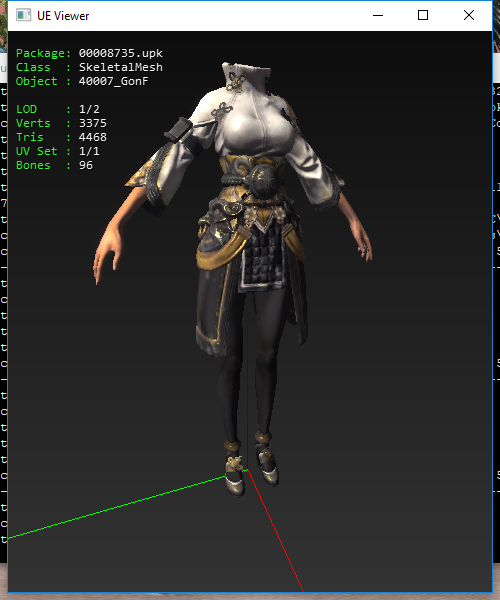 UE Viewer
Package: 00008735.upk
Class : SkeletalMesh
Object : 40007_GonF
LOD : 1/2
Verts : 3375
Tris : 4468
UV Set : 1/1
Bones : 96